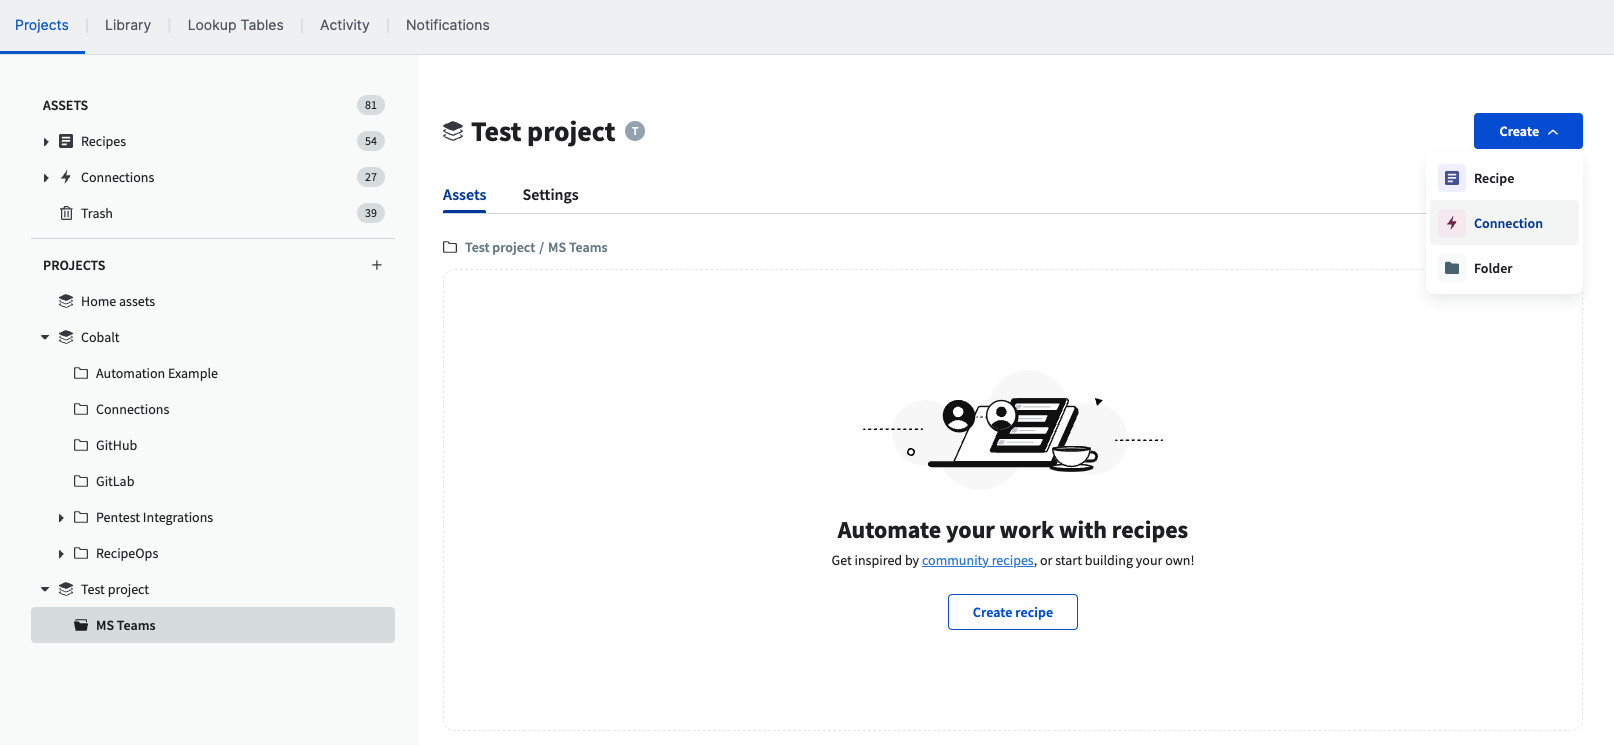 Projects | Library | Lookup Tables | Activity | Notifications
ASSETS 81
Recipes 54
Connections 27
Trash 39
PROJECTS +
Home assets
Cobalt
Automation Example
Connections
GitHub
GitLab
Pentest Integrations
RecipeOps
Test project
MS Teams
Test project T
Create
Recipe
Connection
Folder
Assets Settings
Test project / MS Teams
Automate your work with recipes
Get inspired by community recipes, or start building your own!
Create recipe